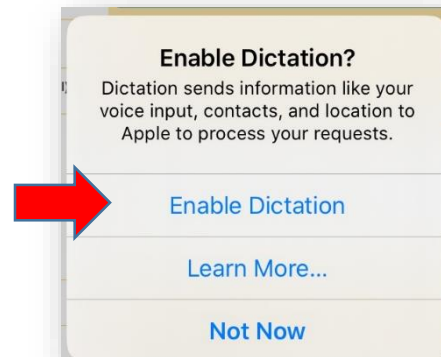 Enable Dictation?
Dictation sends information like your
voice input, contacts, and location to
Apple to process your requests.
Enable Dictation
Learn More...
Not Now